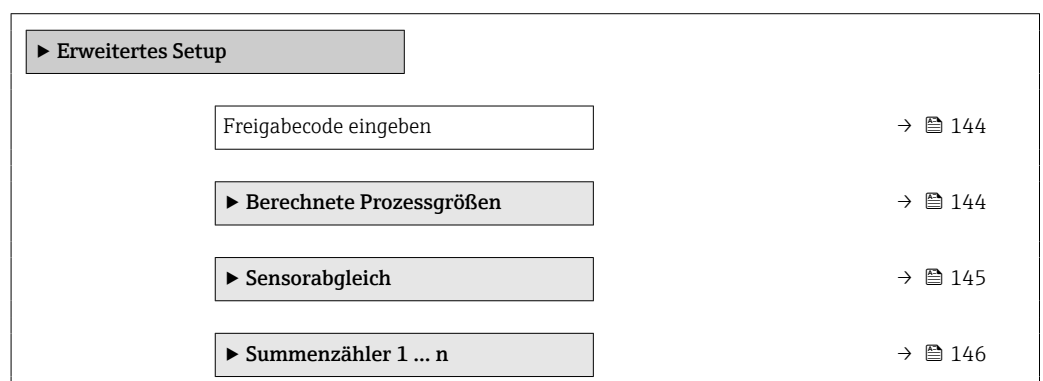 ▶ Erweitertes Setup
Freigabecode eingeben → 144
▶ Berechnete Prozessgrößen → 144
▶ Sensorabgleich → 145
▶ Summenzähler 1 … n → 146